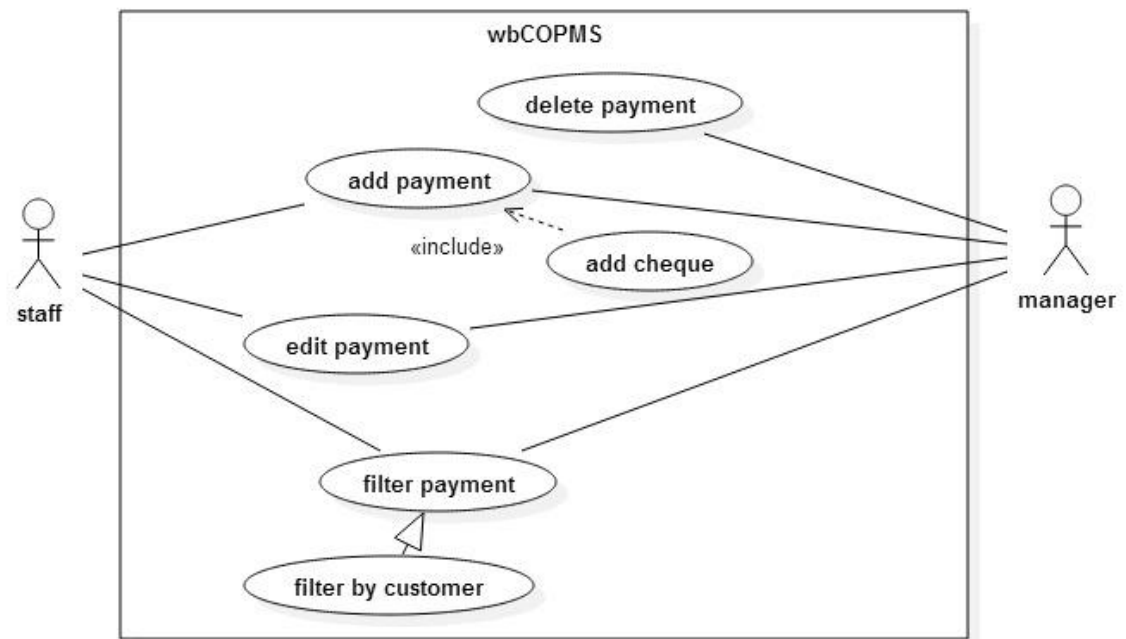 wbCOPMS
delete payment
add payment
«include»
add cheque
staff
manager
edit payment
filter payment
filter by customer